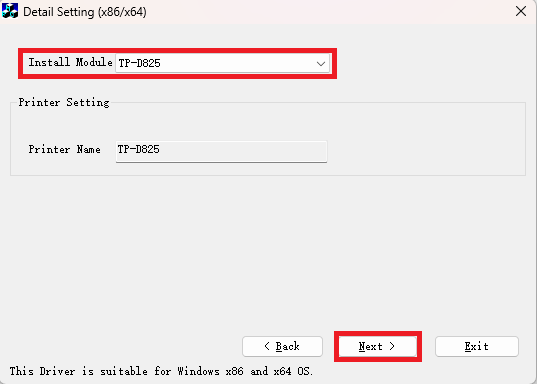 Detail Setting (x86/x64)
Install Module TP-D825
Printer Setting
Printer Name TP-D825
< Back Next > Exit
This Driver is suitable for Windows x86 and x64 OS.